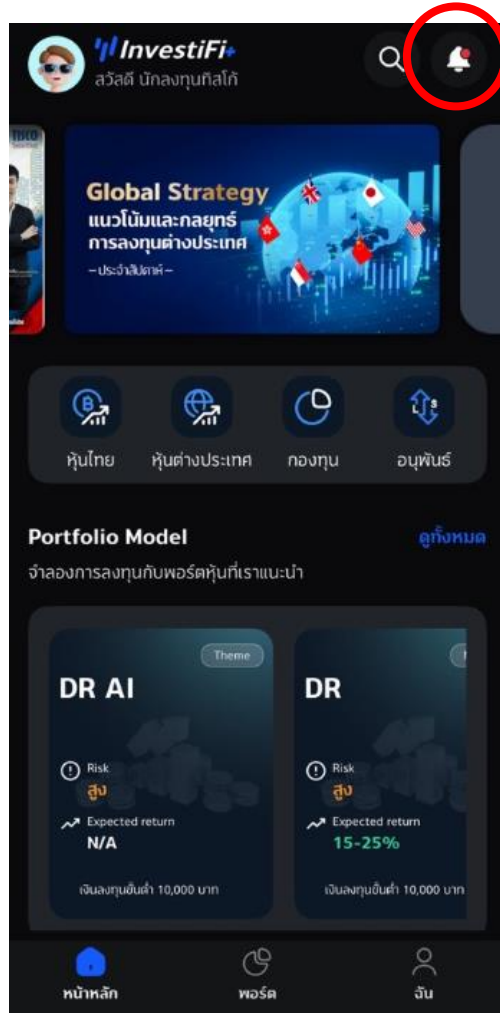 InvestiFi+
สวัสดี นักลงทุนทิสโก้
TISCO
Global Strategy
แนวโน้มและกลยุทธ์
การลงทุนต่างประเทศ
– ประจำสัปดาห์ –
หุ้นไทย
หุ้นต่างประเทศ
กองทุน
อนุพันธ์
Portfolio Model
ดูทั้งหมด
จำลองการลงทุนกับพอร์ตหุ้นที่เราแนะนำ
Theme
DR AI
Risk
สูง
Expected return
N/A
เงินลงทุนขั้นต่ำ 10,000 บาท
DR
Risk
สูง
Expected return
15-25%
เงินลงทุนขั้นต่ำ 10,000 บาท
หน้าหลัก
พอร์ต
ฉัน